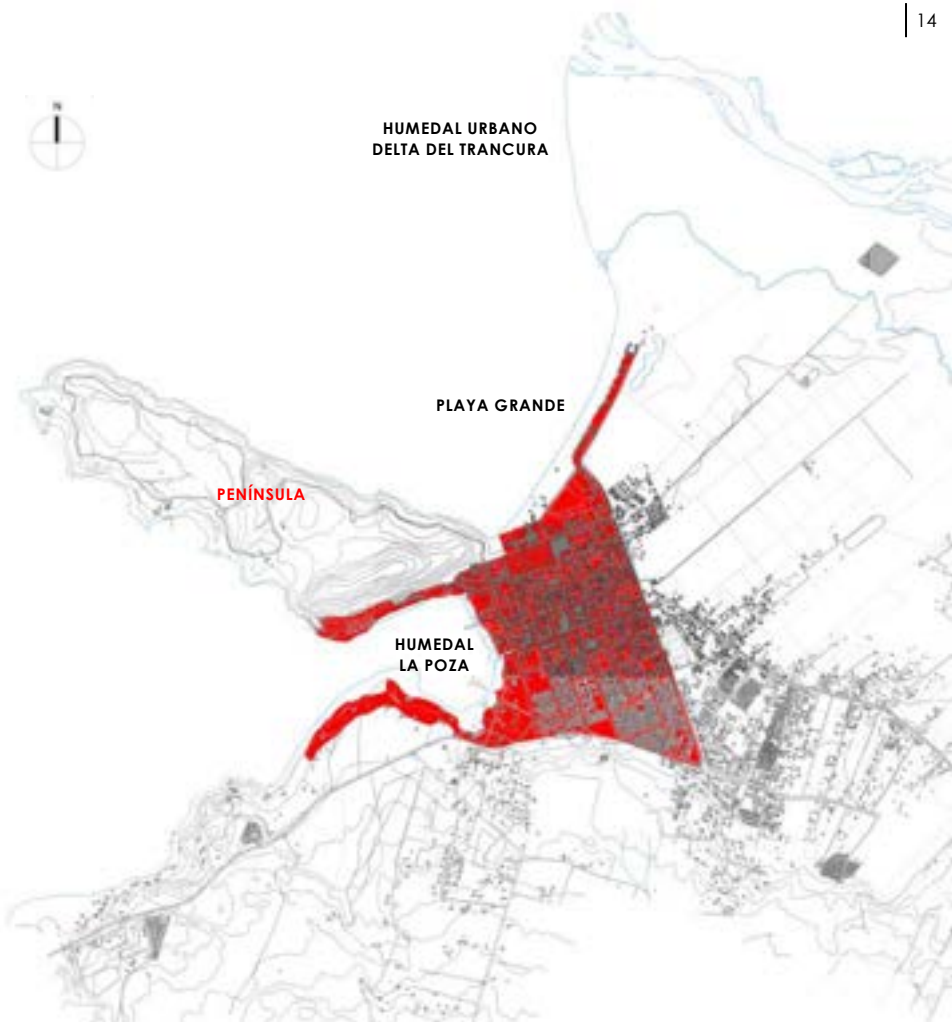 14
N
HUMEDAL URBANO
DELTA DEL TRANCURA
PLAYA GRANDE
PENÍNSULA
HUMEDAL
LA POZA